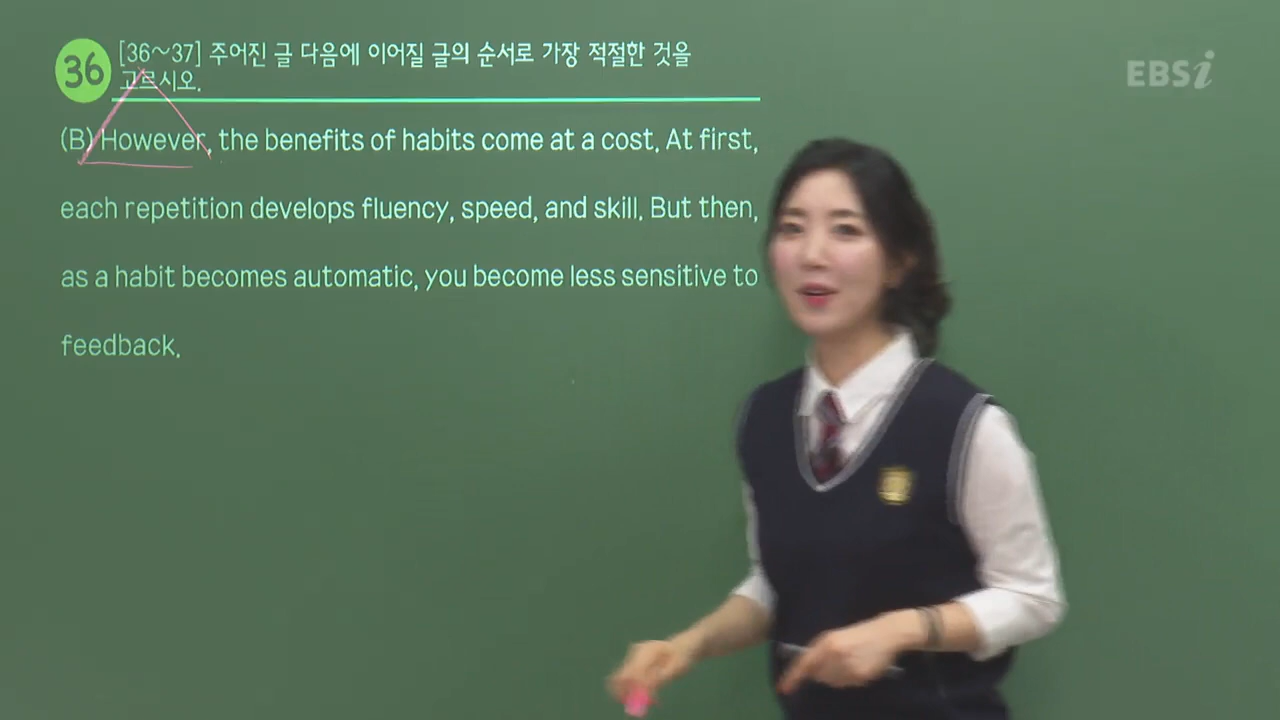 36
[36~37] 주어진 글 다음에 이어질 글의 순서로 가장 적절한 것을
고르시오.
EBSi
(B) However, the benefits of habits come at a cost. At first,
each repetition develops fluency, speed, and skill. But then,
as a habit becomes automatic, you become less sensitive to
feedback.